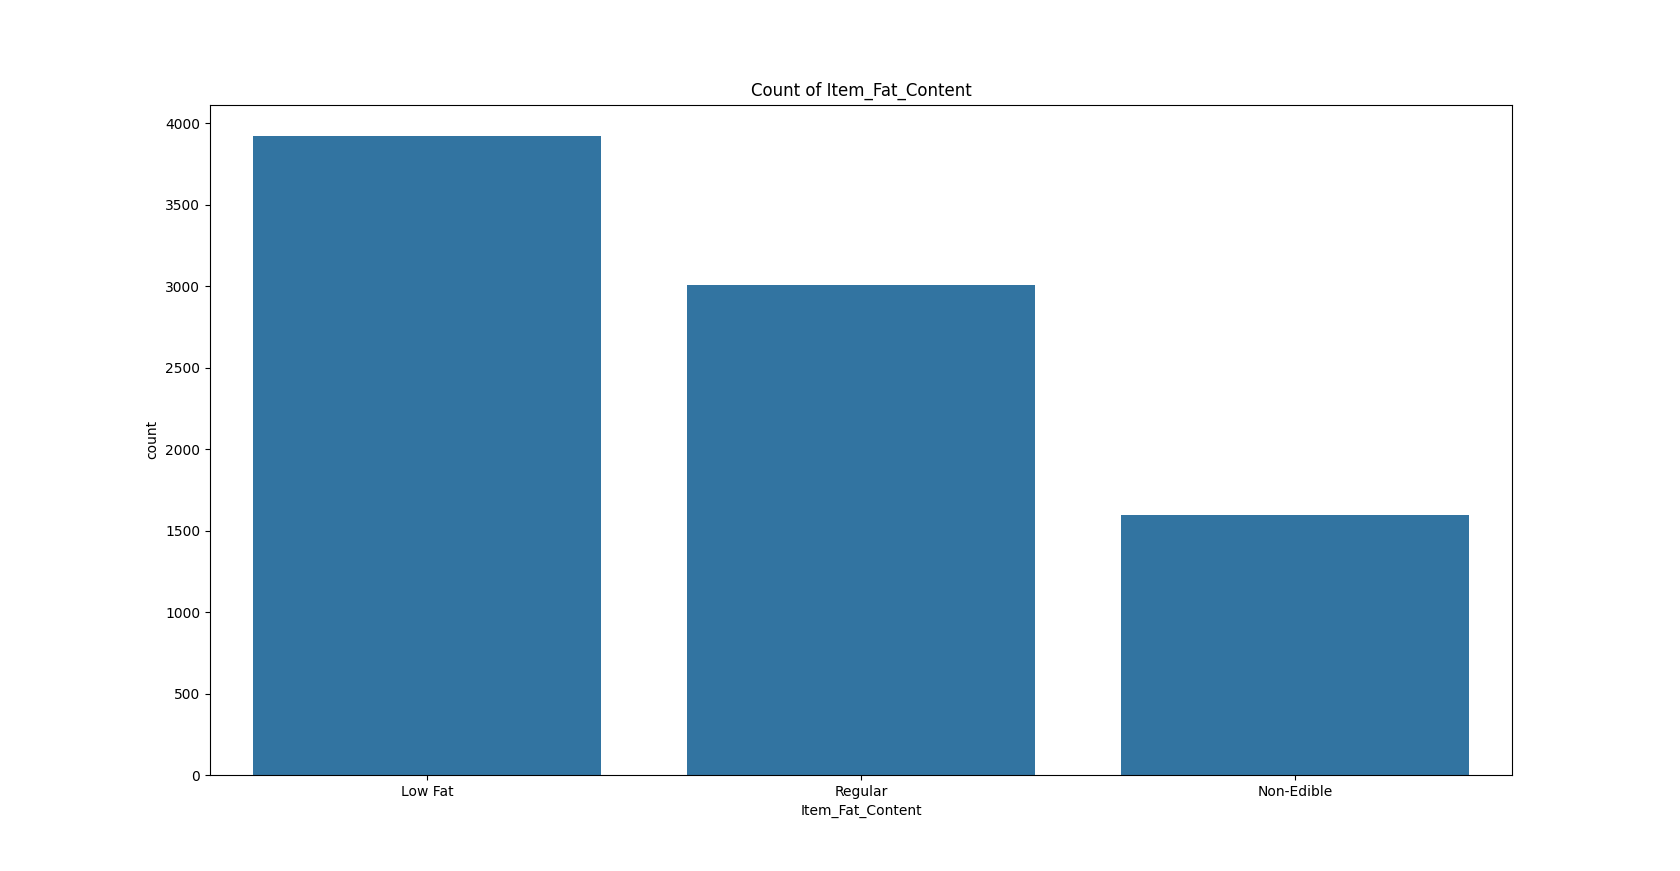 Count of Item_Fat_Content
4000
3500
3000
2500
2000
1500
1000
500
0
count
Low Fat
Regular
Non-Edible
Item_Fat_Content